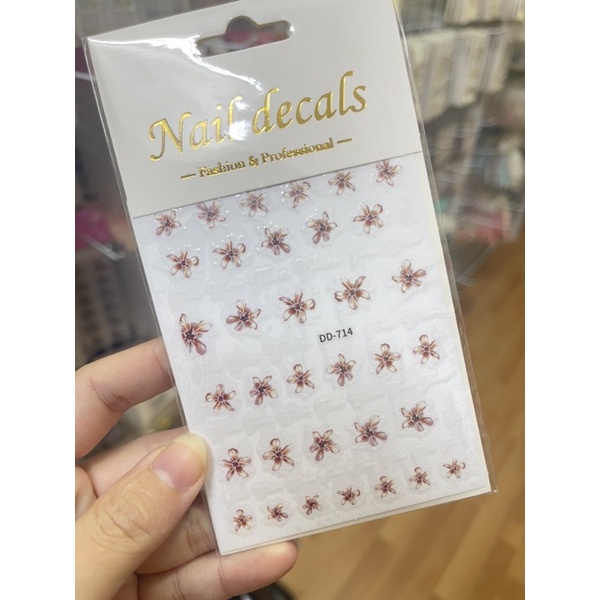 Nail decals
— Fashion & Professional —
DD-714